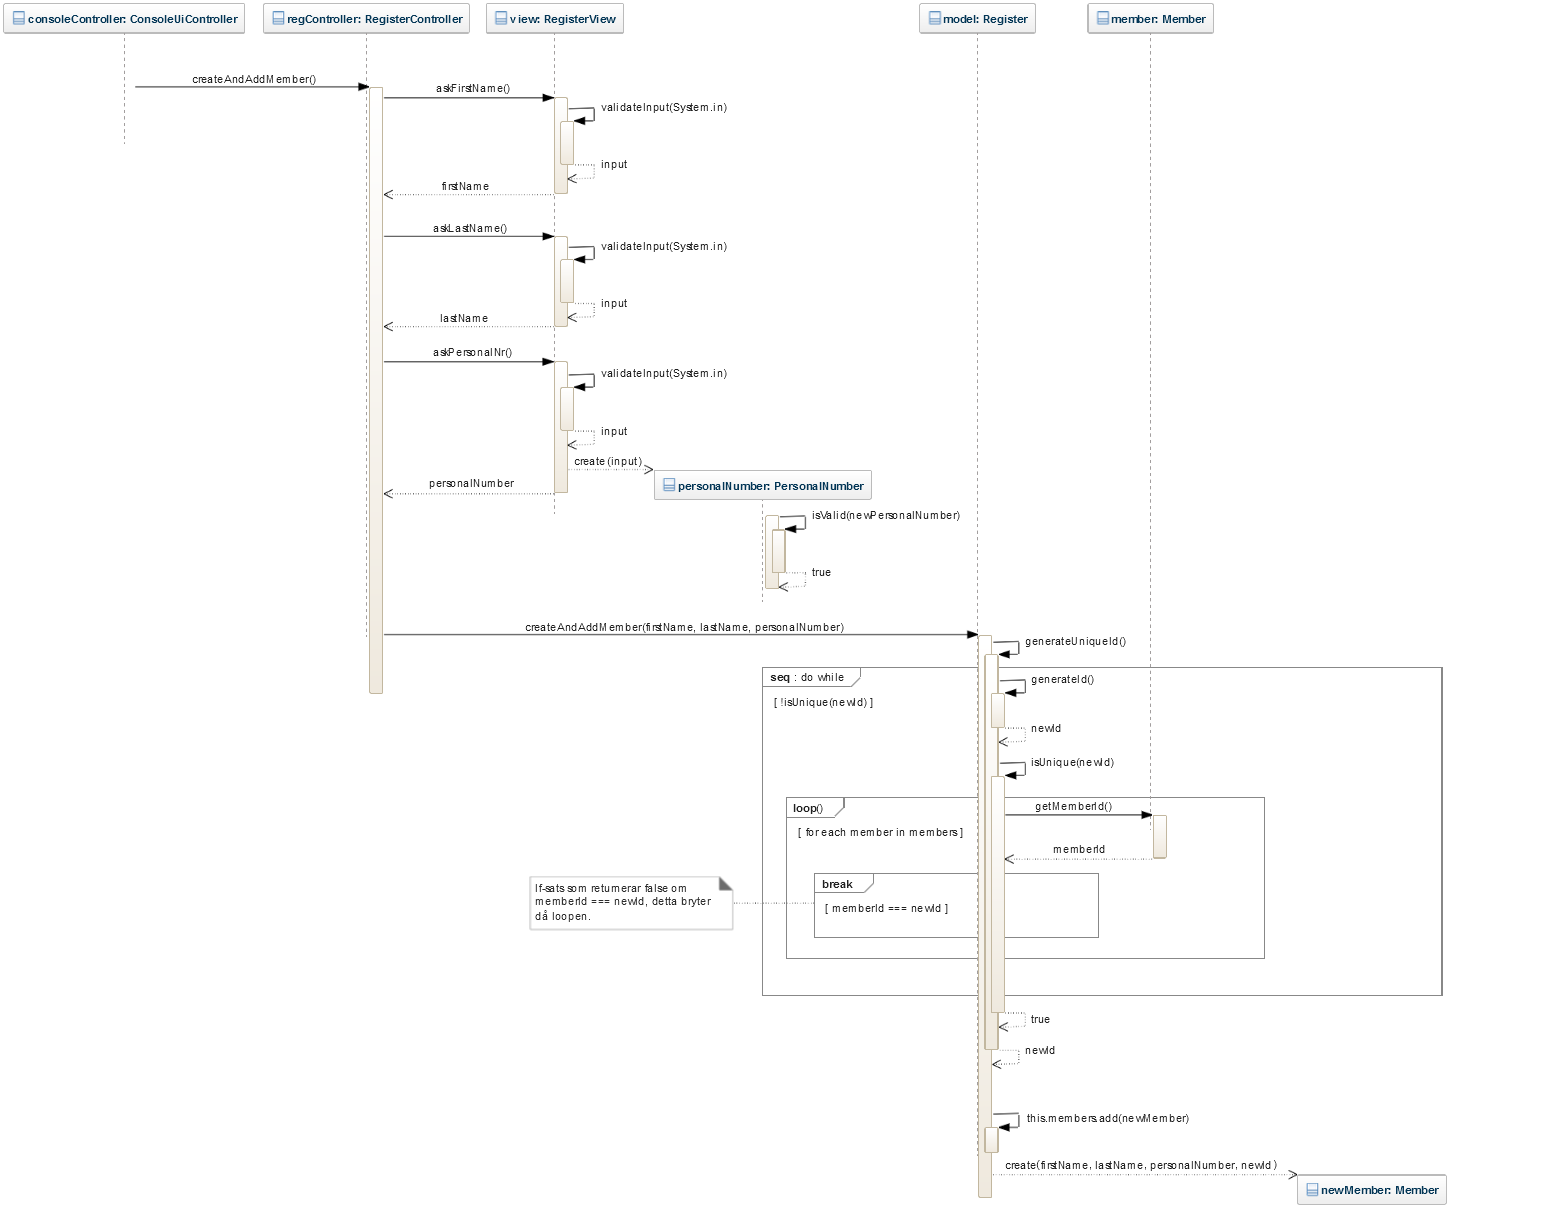 consoleController: ConsoleUiController
regController: RegisterController
view: RegisterView
model: Register
member: Member
createAndAddMember()
askFirstName()
validateInput(System.in)
input
firstName
askLastName()
validateInput(System.in)
input
lastName
askPersonalNr()
validateInput(System.in)
input
create(input)
personalNumber: PersonalNumber
personalNumber
isValid(newPersonalNumber)
true
createAndAddMember(firstName, lastName, personalNumber)
generateUniqueId()
seq : do while
generateId()
[ !isUnique(newId) ]
newId
isUnique(newId)
loop()
getMemberId()
[ for each member in members ]
memberId
break
If-sats som returnerar false om
memberId === newId, detta bryter
då loopen.
[ memberId === newId ]
true
newId
this.members.add(newMember)
create(firstName, lastName, personalNumber, newId)
newMember: Member